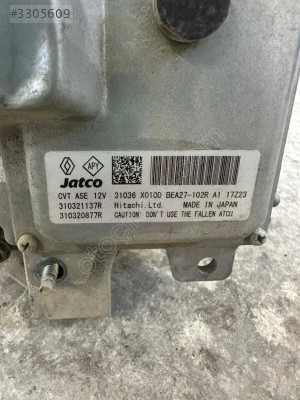 #3305609
APY
Jatco
CVT ASE 12V 31036 X010D BEA27-102R A1 17Z23
310321137R Hitachi.Ltd. MADE IN JAPAN
310320877R CAUTION! DON'T USE THE FALLEN ATCU